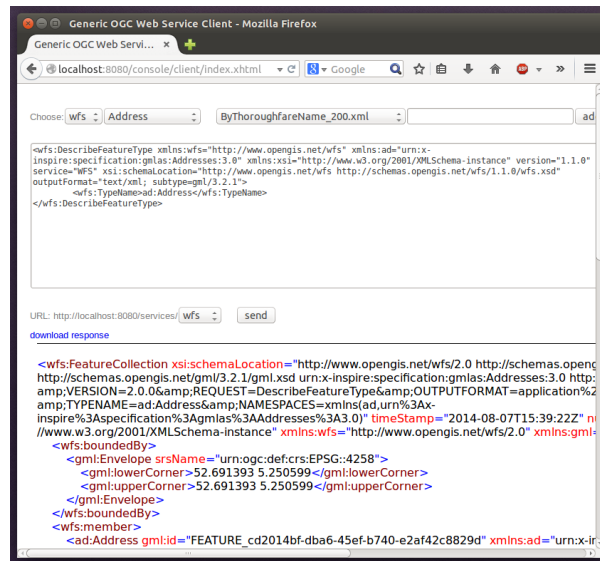 Generic OGC Web Service Client - Mozilla Firefox
Generic OGC Web Servi... ×
localhost:8080/console/client/index.xhtml Google ABP »
Choose: wfs Address ByThoroughfareName_200.xml ad
<wfs:DescribeFeatureType xmlns:wfs="http://www.opengis.net/wfs" xmlns:ad="urn:x-
inspire:specification:gmlas:Addresses:3.0" xmlns:xsi="http://www.w3.org/2001/XMLSchema-instance" version="1.1.0"
service="WFS" xsi:schemaLocation="http://www.opengis.net/wfs http://schemas.opengis.net/wfs/1.1.0/wfs.xsd"
outputFormat="text/xml; subtype=gml/3.2.1">
<wfs:TypeName>ad:Address</wfs:TypeName>
</wfs:DescribeFeatureType>
URL: http://localhost:8080/services/ wfs send
download response
<wfs:FeatureCollection xsi:schemaLocation="http://www.opengis.net/wfs/2.0 http://schemas.openg
http://schemas.opengis.net/gml/3.2.1/gml.xsd urn:x-inspire:specification:gmlas:Addresses:3.0 http:
amp;VERSION=2.0.0&amp;REQUEST=DescribeFeatureType&amp;OUTPUTFORMAT=application%2
amp;TYPENAME=ad:Address&amp;NAMESPACES=xmlns(ad,urn%3Ax-
inspire%3Aspecification%3Agmlas%3AAddresses%3A3.0)" timeStamp="2014-08-07T15:39:22Z" nu
//www.w3.org/2001/XMLSchema-instance" xmlns:wfs="http://www.opengis.net/wfs/2.0" xmlns:gml=
<wfs:boundedBy>
<gml:Envelope srsName="urn:ogc:def:crs:EPSG::4258">
<gml:lowerCorner>52.691393 5.250599</gml:lowerCorner>
<gml:upperCorner>52.691393 5.250599</gml:upperCorner>
</gml:Envelope>
</wfs:boundedBy>
<wfs:member>
<ad:Address gml:id="FEATURE_cd2014bf-dba6-45ef-b740-e2af42c8829d" xmlns:ad="urn:x-in